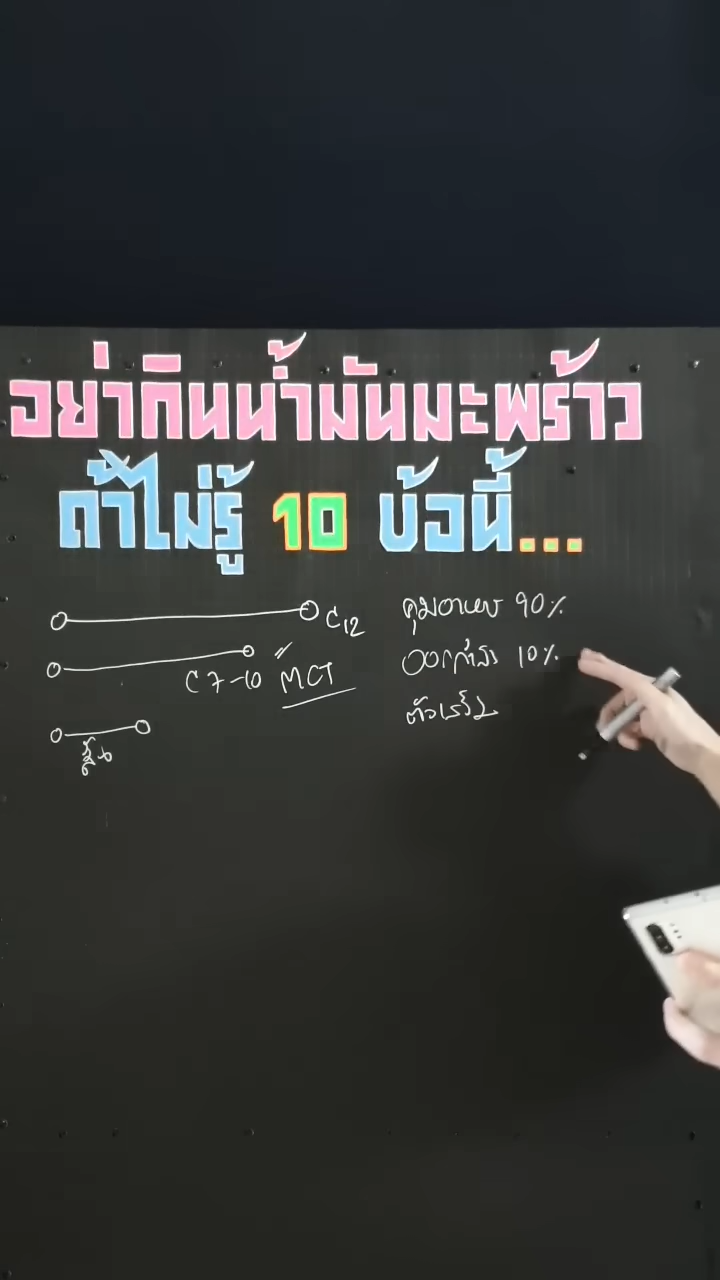 อย่ากินน้ำมันมะพร้าว
ถ้าไม่รู้ 10 ข้อนี้...
C12 คุมอาหาร 90%
C7-10 MCT ออกกำลัง 10%
สั้น ตัวเร่ง